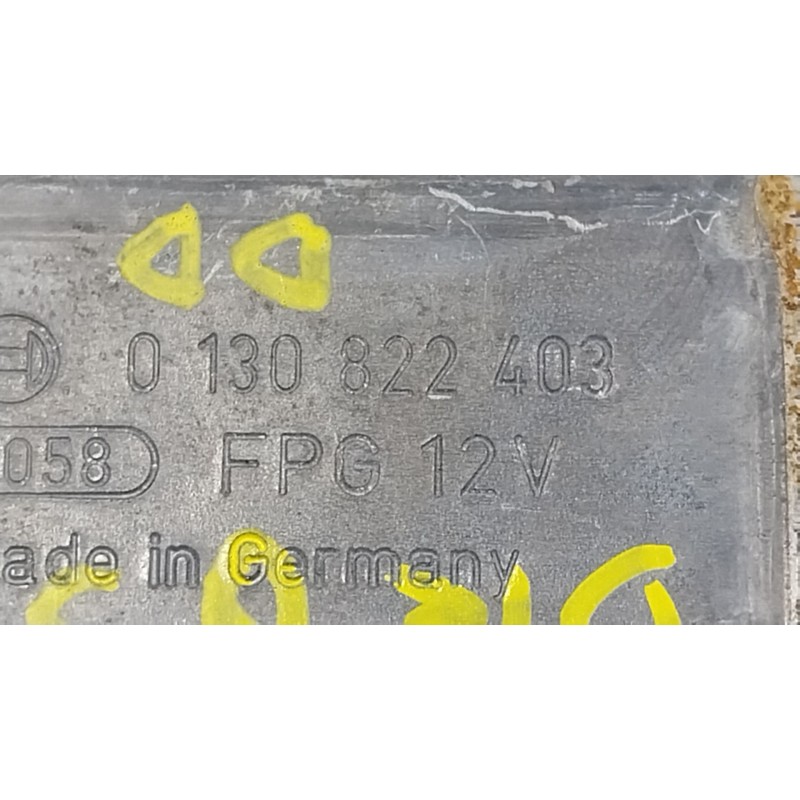 0 130 822 403
058 FPG 12V
ade in Germany